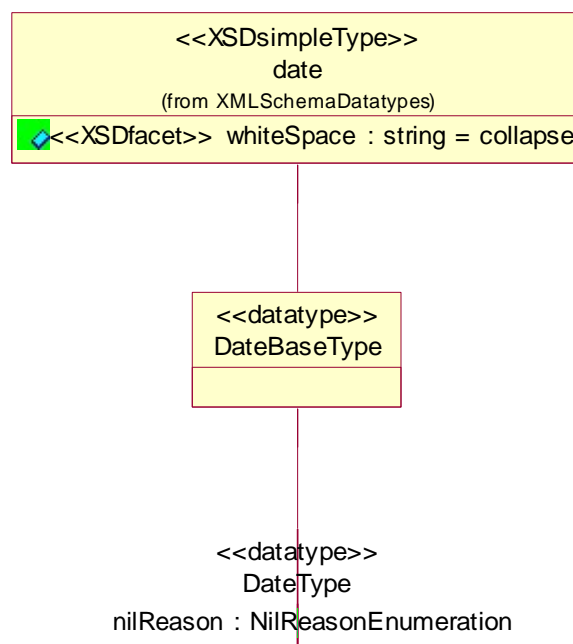 <<XSDsimpleType>>
date
(from XMLSchemaDatatypes)
<<XSDfacet>> whiteSpace : string = collapse
<<datatype>>
DateBaseType
<<datatype>>
DateType
nilReason : NilReasonEnumeration